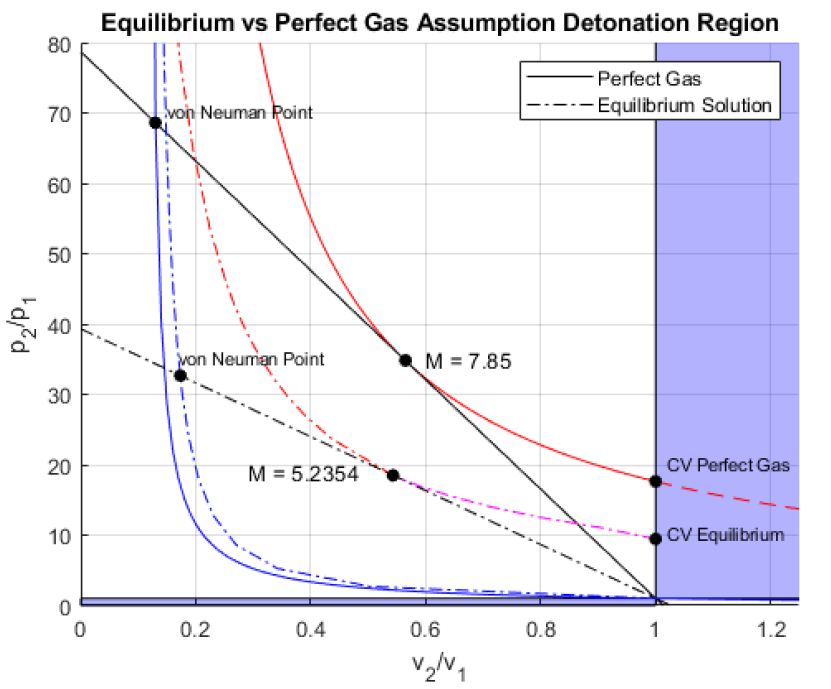 Equilibrium vs Perfect Gas Assumption Detonation Region
80
70
60
50
40
30
20
10
0
p2/p1
Perfect Gas
Equilibrium Solution
von Neuman Point
von Neuman Point
M = 7.85
M = 5.2354
CV Perfect Gas
CV Equilibrium
0
0.2
0.4
0.6
0.8
1
1.2
v2/v1